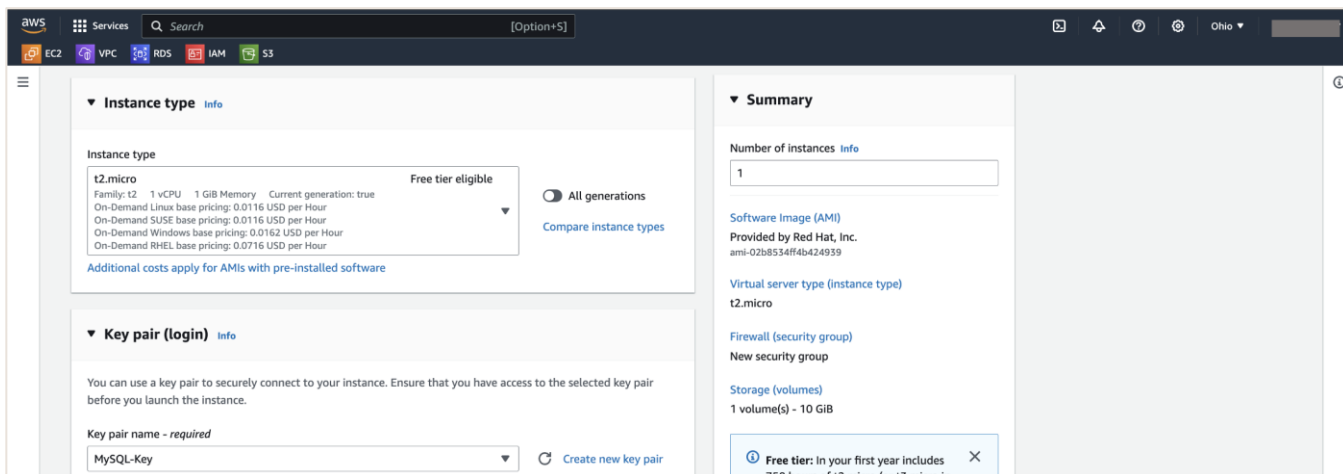 aws
Services
Search
[Option+S]
Ohio
EC2
VPC
RDS
IAM
S3
Instance type Info
Instance type
t2.micro
Free tier eligible
Family: t2 1 vCPU 1 GiB Memory Current generation: true
On-Demand Linux base pricing: 0.0116 USD per Hour
On-Demand SUSE base pricing: 0.0116 USD per Hour
On-Demand Windows base pricing: 0.0162 USD per Hour
On-Demand RHEL base pricing: 0.0716 USD per Hour
All generations
Compare instance types
Additional costs apply for AMIs with pre-installed software
Key pair (login) Info
You can use a key pair to securely connect to your instance. Ensure that you have access to the selected key pair
before you launch the instance.
Key pair name - required
MySQL-Key
Create new key pair
Summary
Number of instances Info
1
Software Image (AMI)
Provided by Red Hat, Inc.
ami-02b8534ff4b424939
Virtual server type (instance type)
t2.micro
Firewall (security group)
New security group
Storage (volumes)
1 volume(s) - 10 GiB
Free tier: In your first year includes